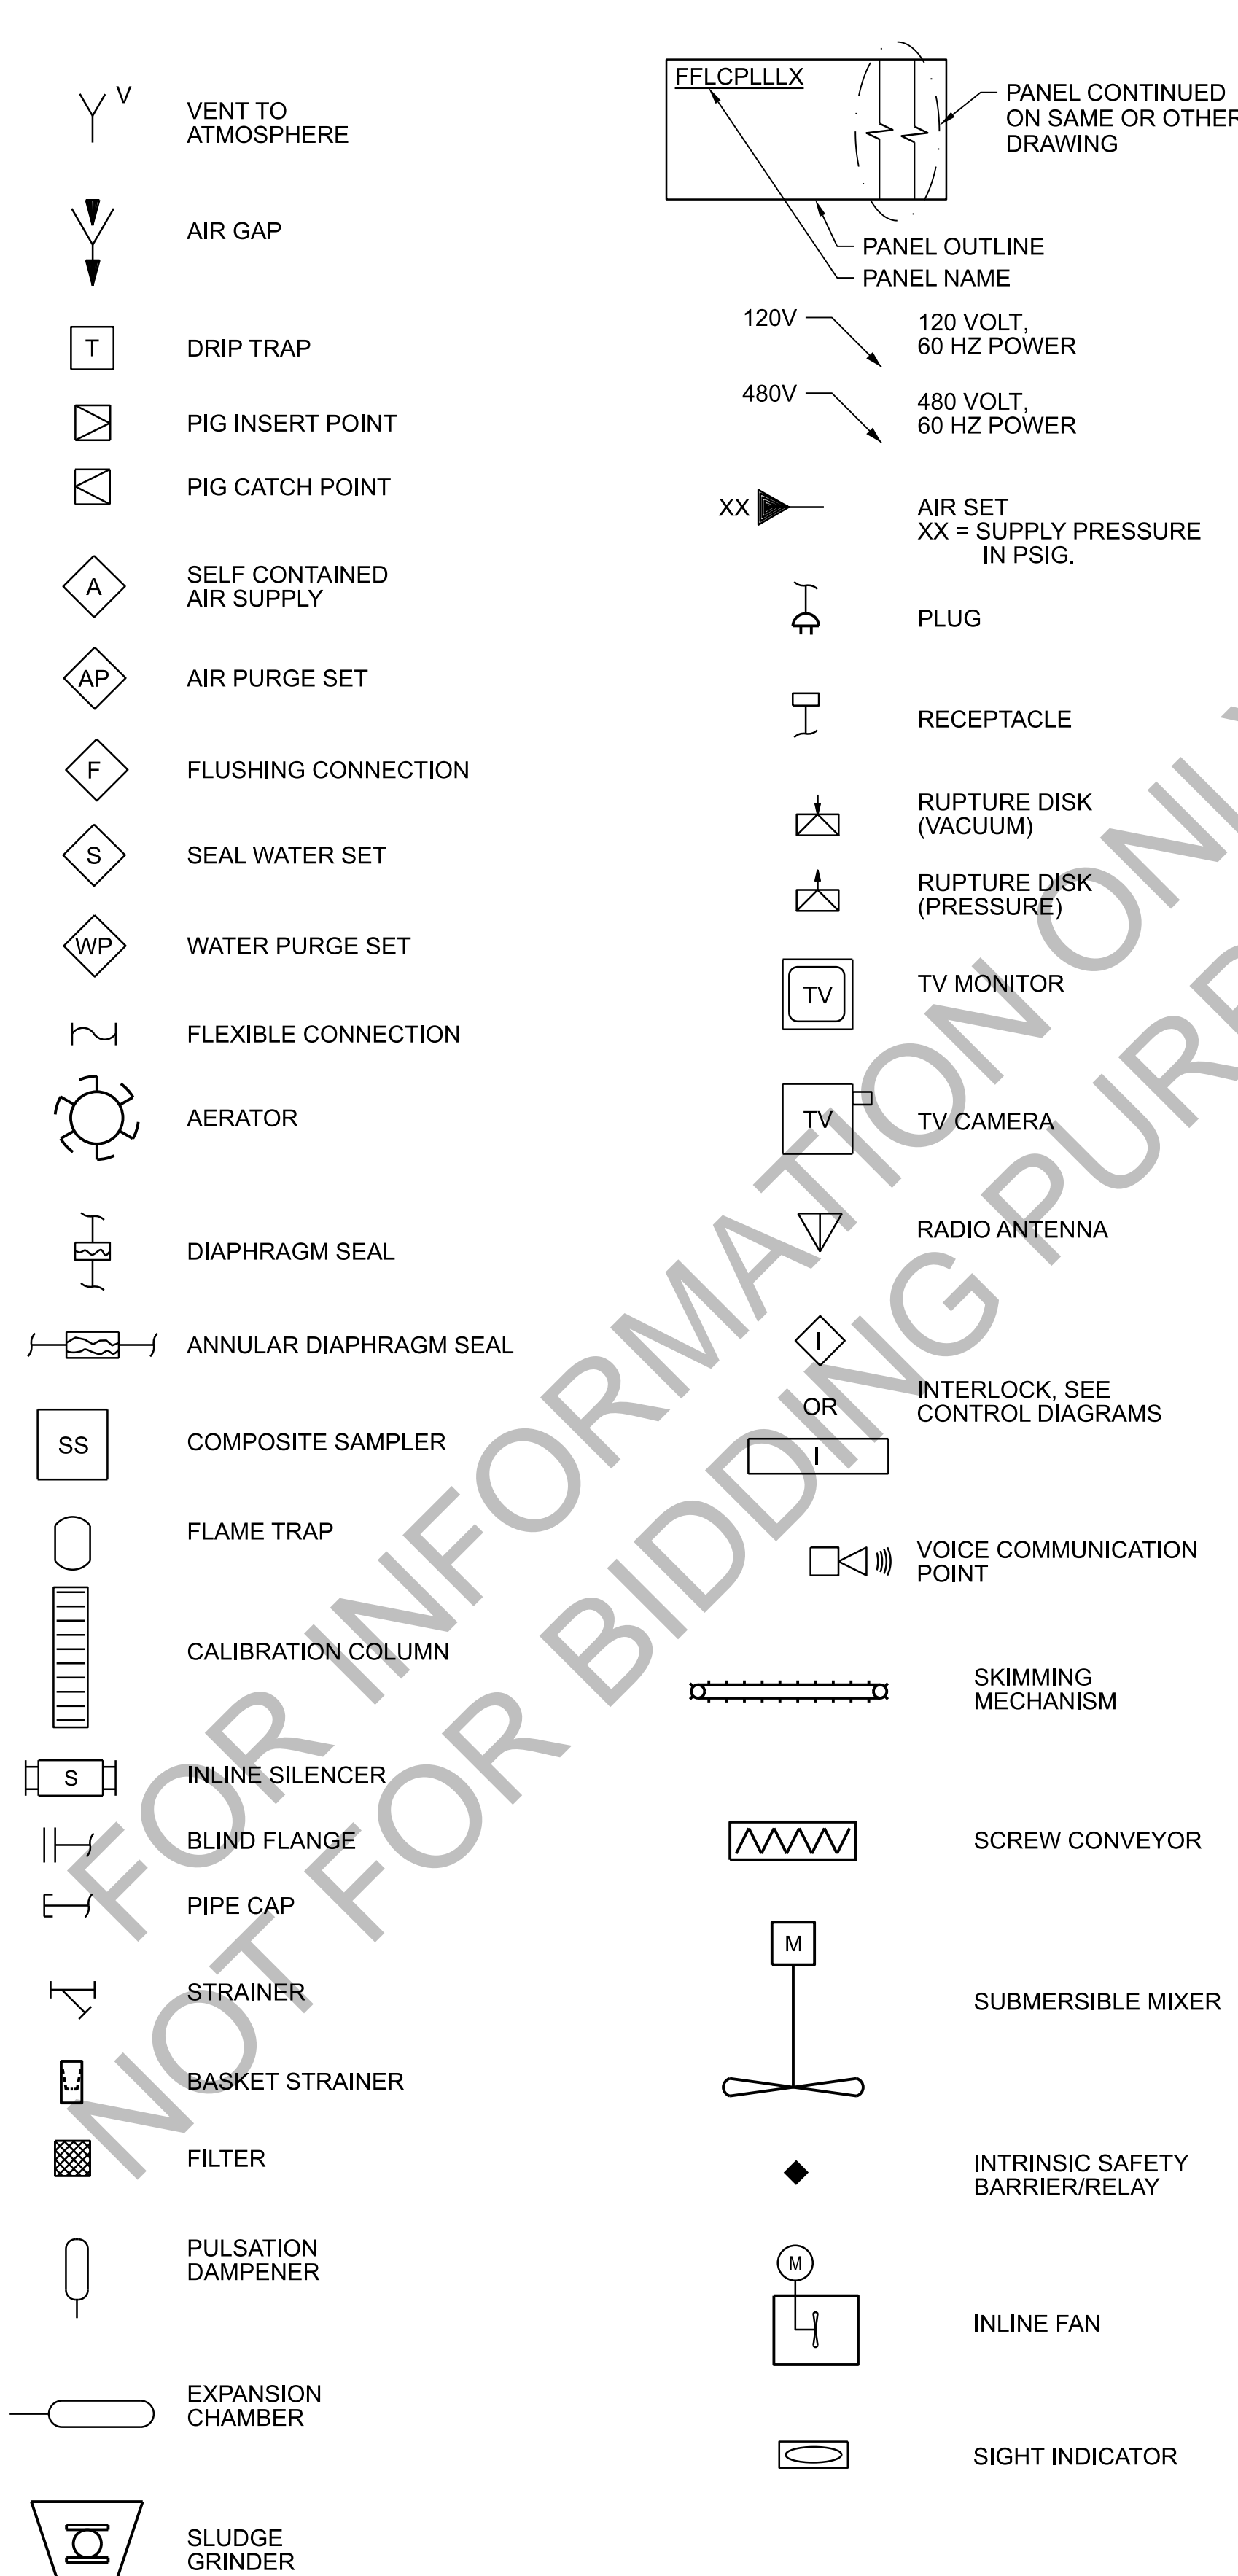 V
VENT TO
ATMOSPHERE
AIR GAP
T
DRIP TRAP
PIG INSERT POINT
PIG CATCH POINT
A
SELF CONTAINED
AIR SUPPLY
AP
AIR PURGE SET
F
FLUSHING CONNECTION
S
SEAL WATER SET
WP
WATER PURGE SET
FLEXIBLE CONNECTION
AERATOR
DIAPHRAGM SEAL
ANNULAR DIAPHRAGM SEAL
SS
COMPOSITE SAMPLER
FLAME TRAP
CALIBRATION COLUMN
S
INLINE SILENCER
BLIND FLANGE
PIPE CAP
STRAINER
BASKET STRAINER
FILTER
PULSATION
DAMPENER
EXPANSION
CHAMBER
SLUDGE
GRINDER
FFLCPLLLX
PANEL CONTINUED
ON SAME OR OTHER
DRAWING
PANEL OUTLINE
PANEL NAME
120V
120 VOLT,
60 HZ POWER
480V
480 VOLT,
60 HZ POWER
XX
AIR SET
XX = SUPPLY PRESSURE
IN PSIG.
PLUG
RECEPTACLE
RUPTURE DISK
(VACUUM)
RUPTURE DISK
(PRESSURE)
TV
TV MONITOR
TV
TV CAMERA
RADIO ANTENNA
I
OR
I
INTERLOCK, SEE
CONTROL DIAGRAMS
VOICE COMMUNICATION
POINT
SKIMMING
MECHANISM
SCREW CONVEYOR
M
SUBMERSIBLE MIXER
INTRINSIC SAFETY
BARRIER/RELAY
M
INLINE FAN
SIGHT INDICATOR
FOR INFORMATION ONLY
NOT FOR BIDDING PURP